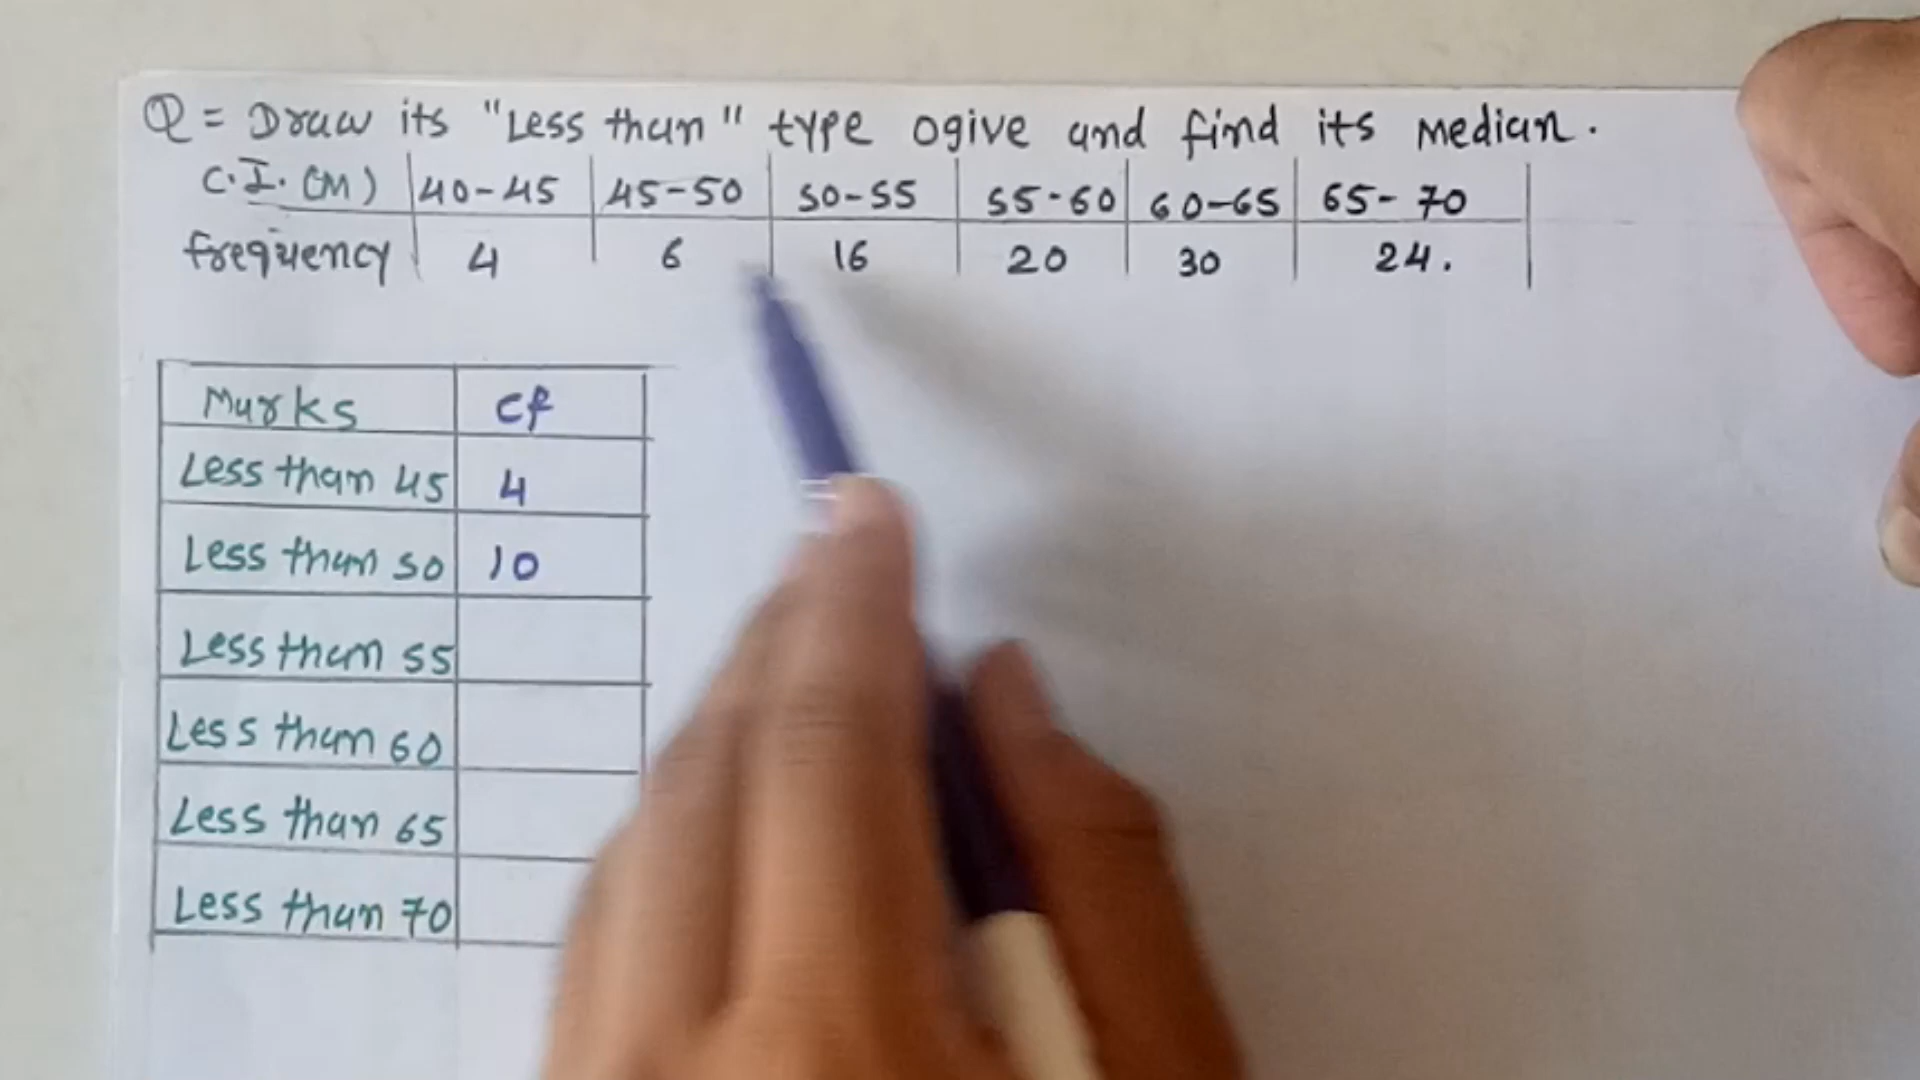 Q = Draw its "Less than" type ogive and find its median.
C.I. (M) 40-45 45-50 50-55 55-60 60-65 65-70
frequency 4 6 16 20 30 24.
Marks cf
Less than 45 4
Less than 50 10
Less than 55
Less than 60
Less than 65
Less than 70